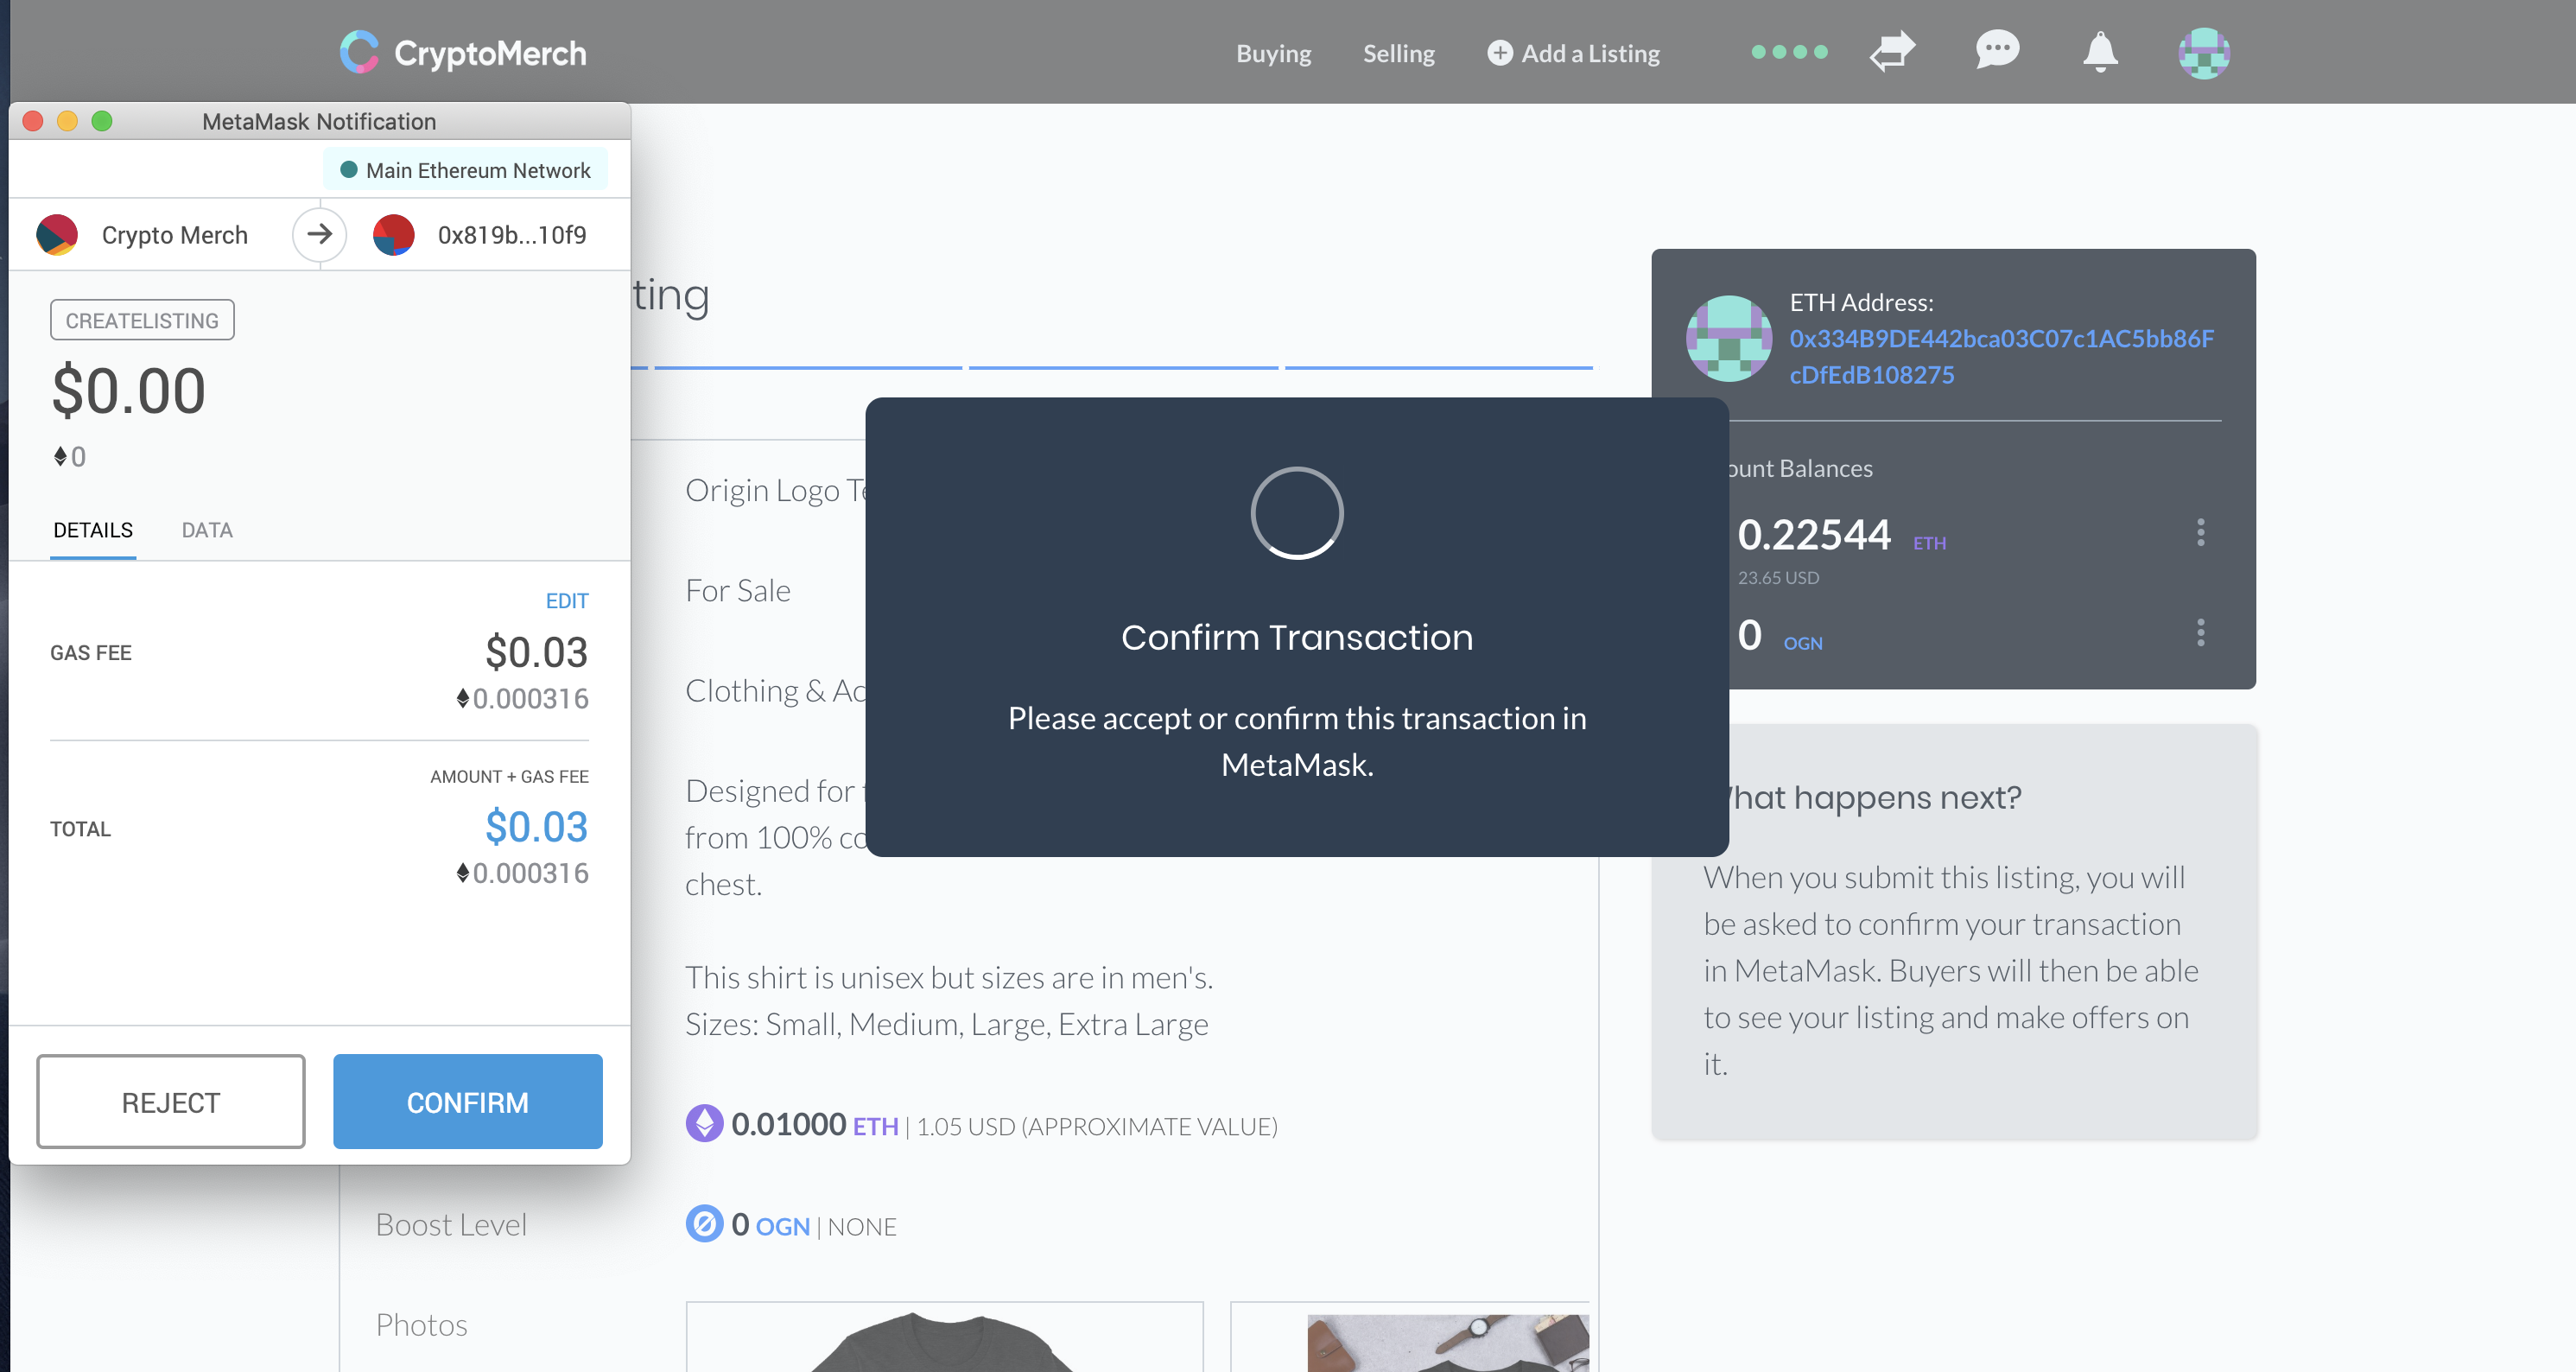 CryptoMerch
Buying
Selling
Add a Listing
MetaMask Notification
Main Ethereum Network
Crypto Merch
0x819b...10f9
CREATELISTING
$0.00
0
DETAILS
DATA
EDIT
GAS FEE
$0.03
0.000316
AMOUNT + GAS FEE
TOTAL
$0.03
0.000316
REJECT
CONFIRM
ting
Origin Logo
For Sale
Clothing &
Designed for
from 100%
chest.
This shirt is unisex but sizes are in men's.
Sizes: Small, Medium, Large, Extra Large
0.01000 ETH | 1.05 USD (APPROXIMATE VALUE)
Boost Level
0 OGN | NONE
Photos
Confirm Transaction
Please accept or confirm this transaction in
MetaMask.
ETH Address:
0x334B9DE442bca03C07c1AC5bb86F
cDfEdB108275
ount Balances
0.22544 ETH
23.65 USD
0 OGN
hat happens next?
When you submit this listing, you will
be asked to confirm your transaction
in MetaMask. Buyers will then be able
to see your listing and make offers on
it.